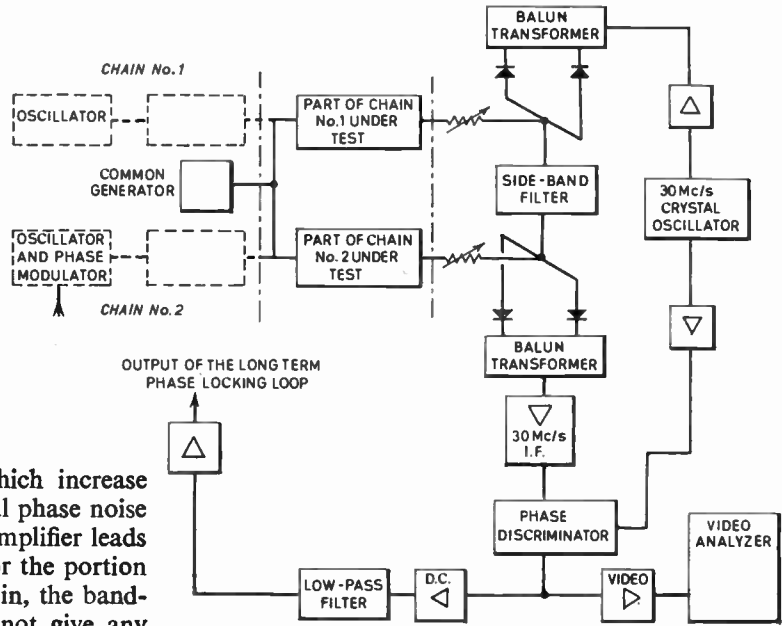 BALUN
TRANSFORMER
CHAIN No.1
OSCILLATOR
PART OF CHAIN
No.1 UNDER
TEST
COMMON
GENERATOR
SIDE-BAND
FILTER
30 Mc/s
CRYSTAL
OSCILLATOR
OSCILLATOR
AND PHASE
MODULATOR
PART OF CHAIN
No. 2 UNDER
TEST
CHAIN No.2
BALUN
TRANSFORMER
OUTPUT OF THE LONG TERM
PHASE LOCKING LOOP
30 Mc/s
I.F.
PHASE
DISCRIMINATOR
VIDEO
ANALYZER
LOW-PASS
FILTER
D.C.
VIDEO
hich increase
l phase noise
mplifier leads
or the portion
in, the band-
not give any